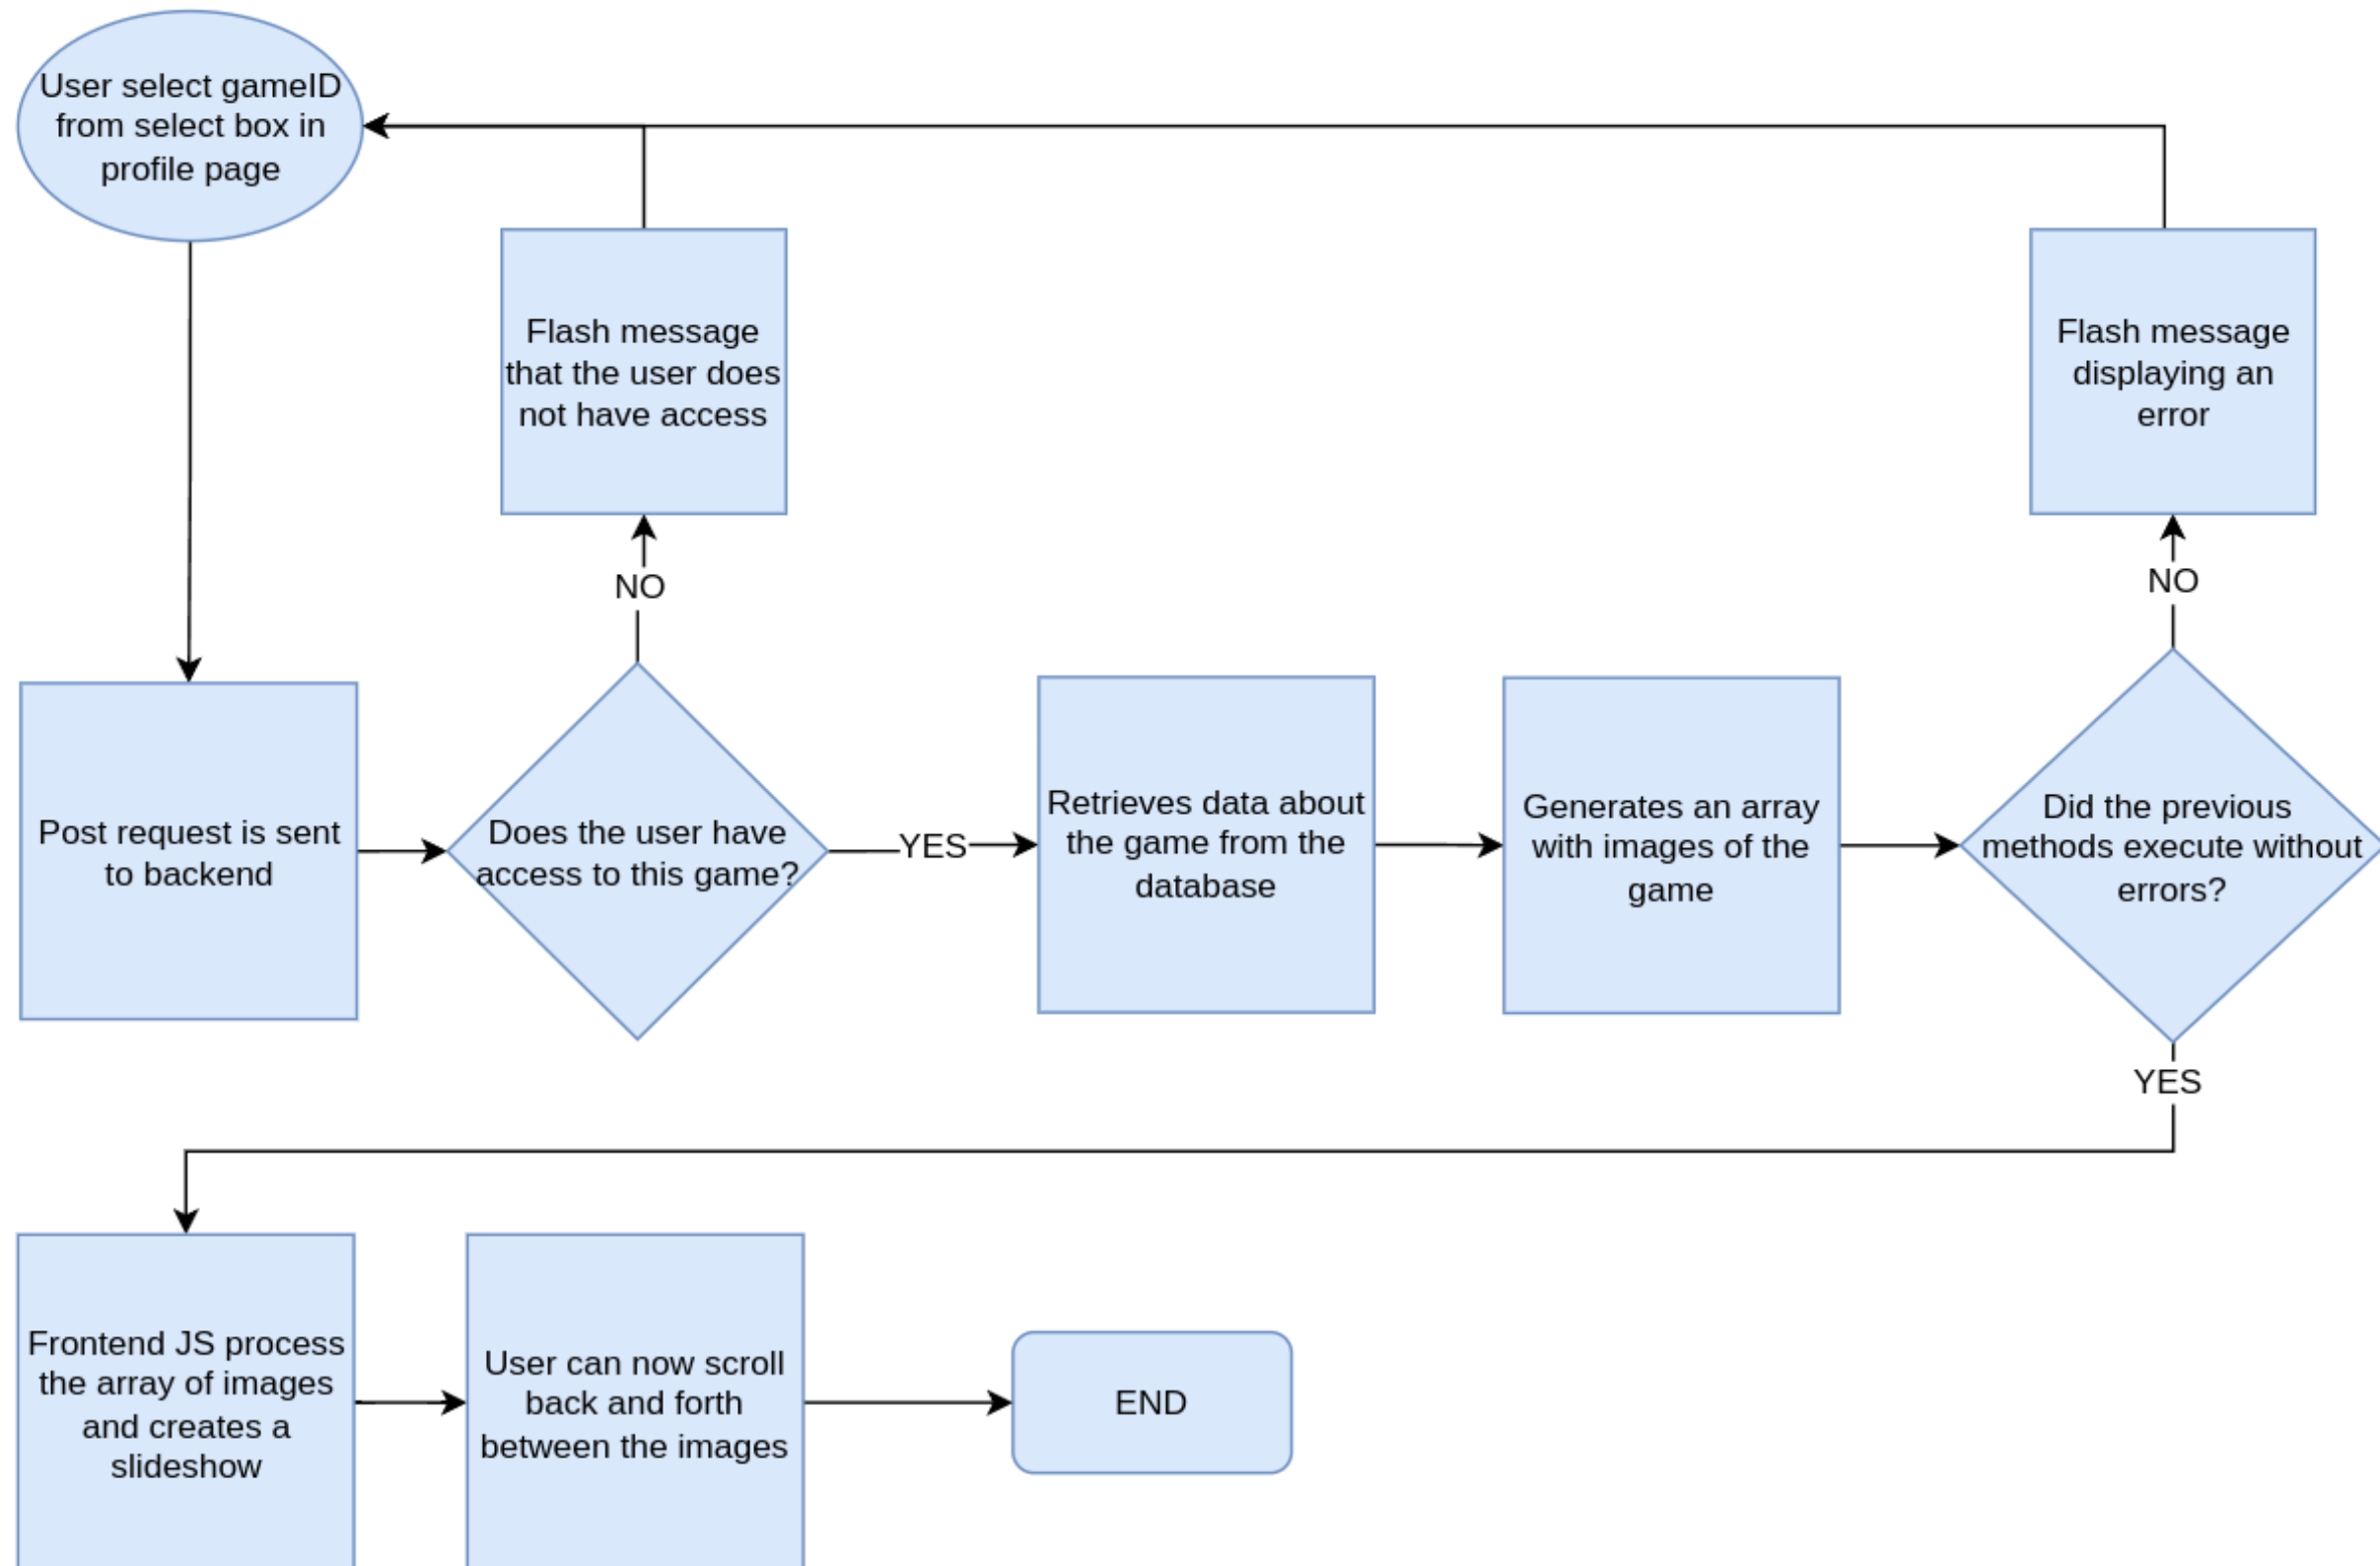 User select gameID
from select box in
profile page
Flash message
that the user does
not have access
Flash message
displaying an
error
NO
NO
Post request is sent
to backend
Does the user have
access to this game?
YES
Retrieves data about
the game from the
database
Generates an array
with images of the
game
Did the previous
methods execute without
errors?
YES
Frontend JS process
the array of images
and creates a
slideshow
User can now scroll
back and forth
between the images
END